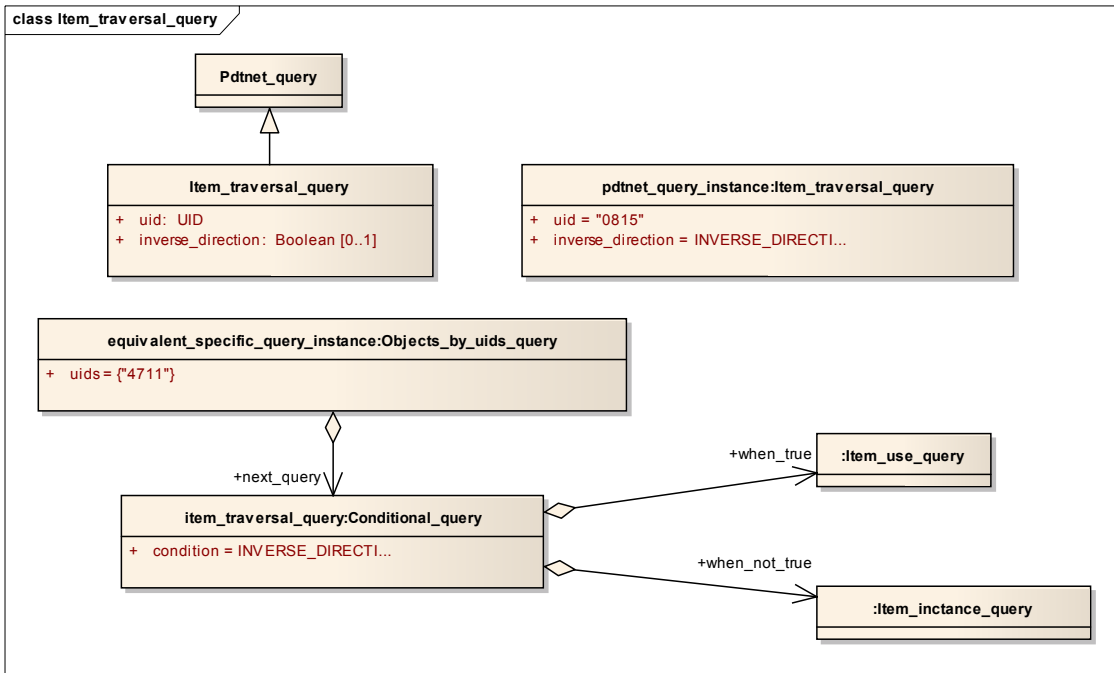 class Item_traversal_query
Pdtnet_query
Item_traversal_query
+ uid: UID
+ inverse_direction: Boolean [0..1]
pdtnet_query_instance:Item_traversal_query
+ uid = "0815"
+ inverse_direction = INVERSE_DIRECTI...
equivalent_specific_query_instance:Objects_by_uids_query
+ uids = {"4711"}
+next_query
item_traversal_query:Conditional_query
+ condition = INVERSE_DIRECTI...
+when_true
:Item_use_query
+when_not_true
:Item_inctance_query